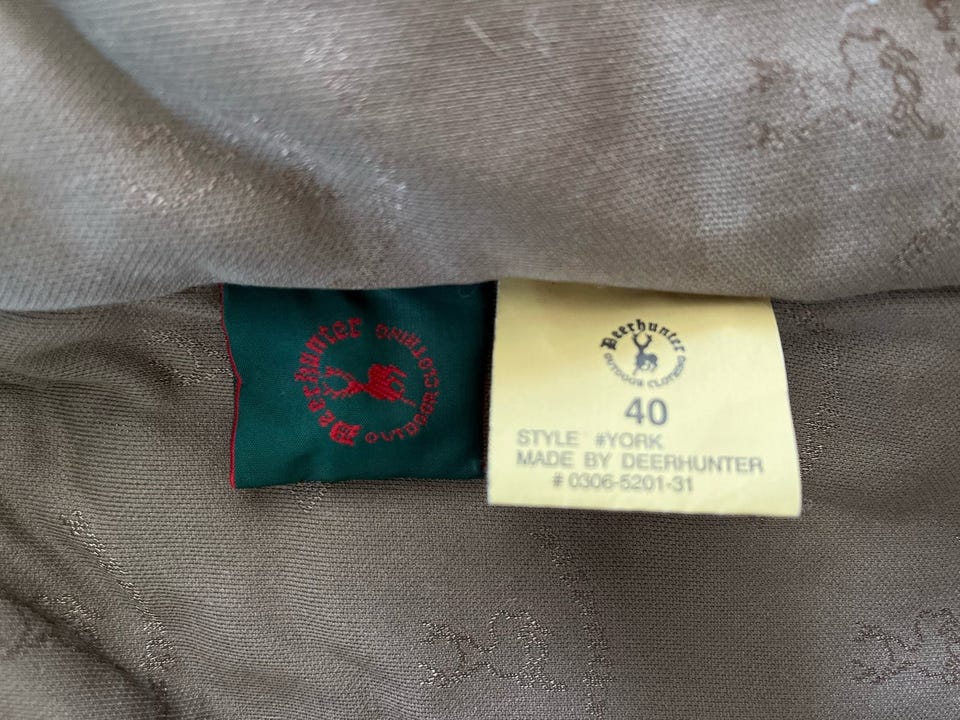 Deerhunter
OUTDOOR CLOTHING
Deerhunter
OUTDOOR CLOTHING
40
STYLE #YORK
MADE BY DEERHUNTER
# 0306-5201-31